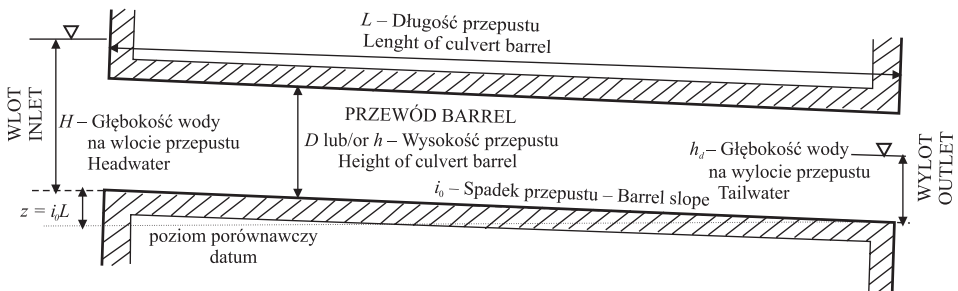 L – Długość przepustu
Lenght of culvert barrel
WLOT
INLET
H – Głębokość wody
na wlocie przepustu
Headwater
PRZEWÓD BARREL
D lub/or h – Wysokość przepustu
Height of culvert barrel
h_d – Głębokość wody
na wylocie przepustu
Tailwater
WYLOT
OUTLET
i₀ – Spadek przepustu – Barrel slope
z = i₀L
poziom porównawczy
datum